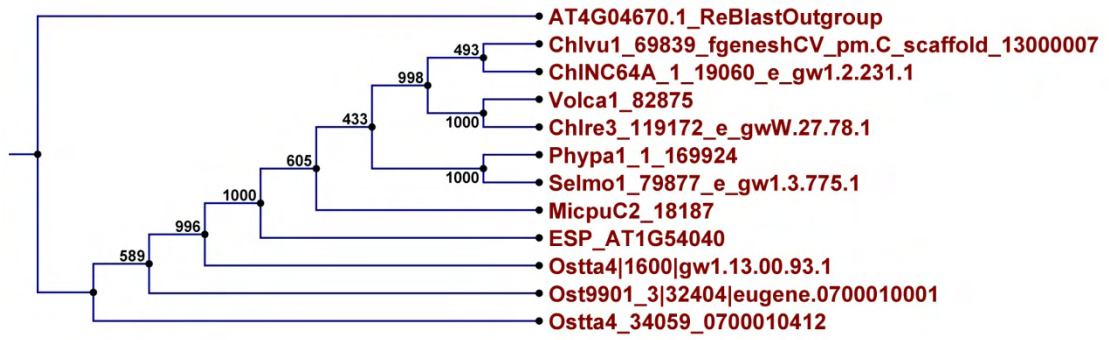 AT4G04670.1_ReBlastOutgroup
493
Chlvu1_69839_fgeneshCV_pm.C_scaffold_13000007
998
ChlNC64A_1_19060_e_gw1.2.231.1
Volca1_82875
433
1000
Chlre3_119172_e_gwW.27.78.1
605
Phypa1_1_169924
1000
Selmo1_79877_e_gw1.3.775.1
1000
MicpuC2_18187
996
ESP_AT1G54040
589
Ostta4|1600|gw1.13.00.93.1
Ost9901_3|32404|eugene.0700010001
Ostta4_34059_0700010412